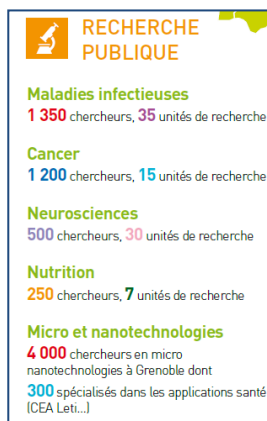 RECHERCHE
PUBLIQUE
Maladies infectieuses
1 350 chercheurs, 35 unités de recherche
Cancer
1 200 chercheurs, 15 unités de recherche
Neurosciences
500 chercheurs, 30 unités de recherche
Nutrition
250 chercheurs, 7 unités de recherche
Micro et nanotechnologies
4 000 chercheurs en micro
nanotechnologies à Grenoble dont
300 spécialisés dans les applications santé
(CEA Leti...)